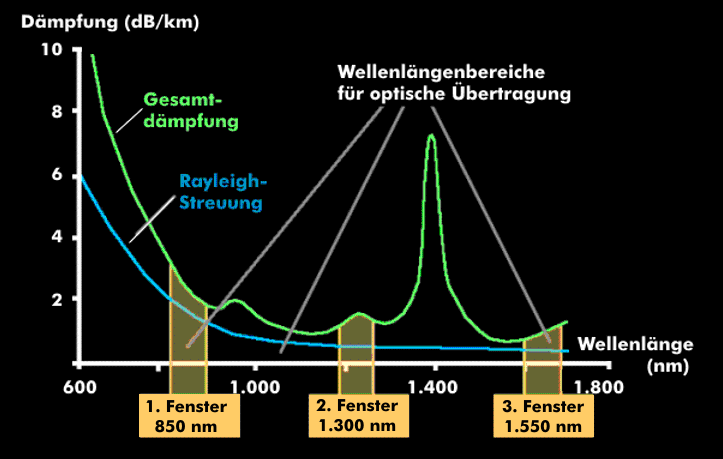 Dämpfung (dB/km)
10
8
6
4
2
Gesamt-
dämpfung
Rayleigh-
Streuung
Wellenlängenbereiche
für optische Übertragung
Wellenlänge
(nm)
600
1.000
1.400
1.800
1. Fenster
850 nm
2. Fenster
1.300 nm
3. Fenster
1.550 nm